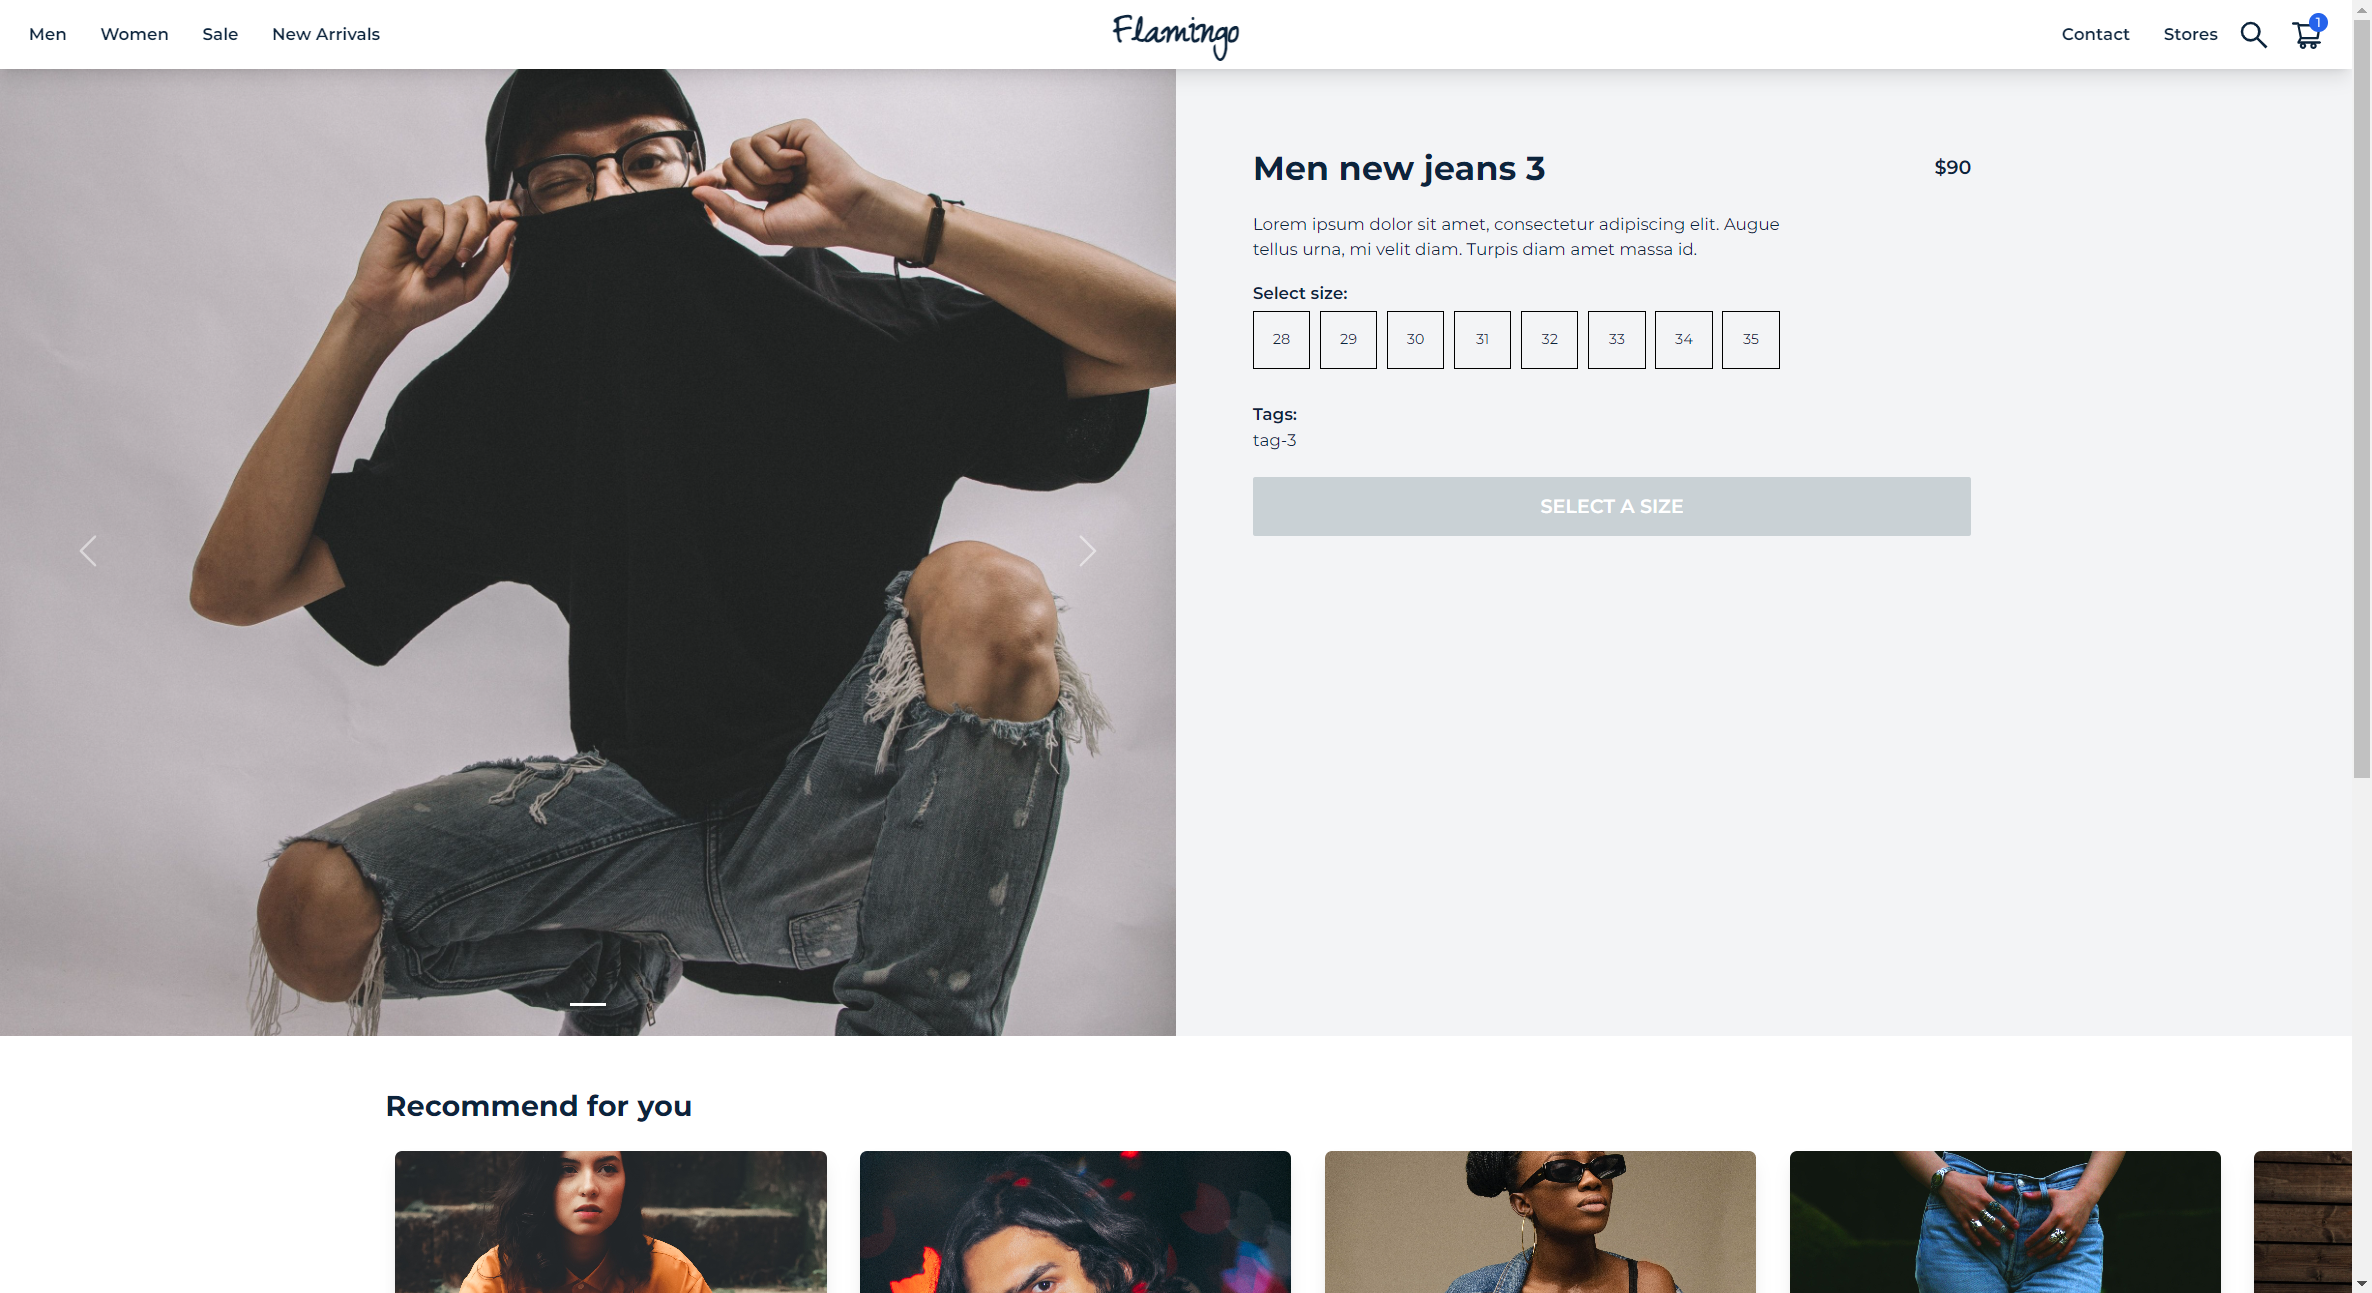 Men Women Sale New Arrivals Flamingo Contact Stores 1
Men new jeans 3 $90
Lorem ipsum dolor sit amet, consectetur adipiscing elit. Augue
tellus urna, mi velit diam. Turpis diam amet massa id.
Select size:
28 29 30 31 32 33 34 35
Tags:
tag-3
SELECT A SIZE
Recommend for you